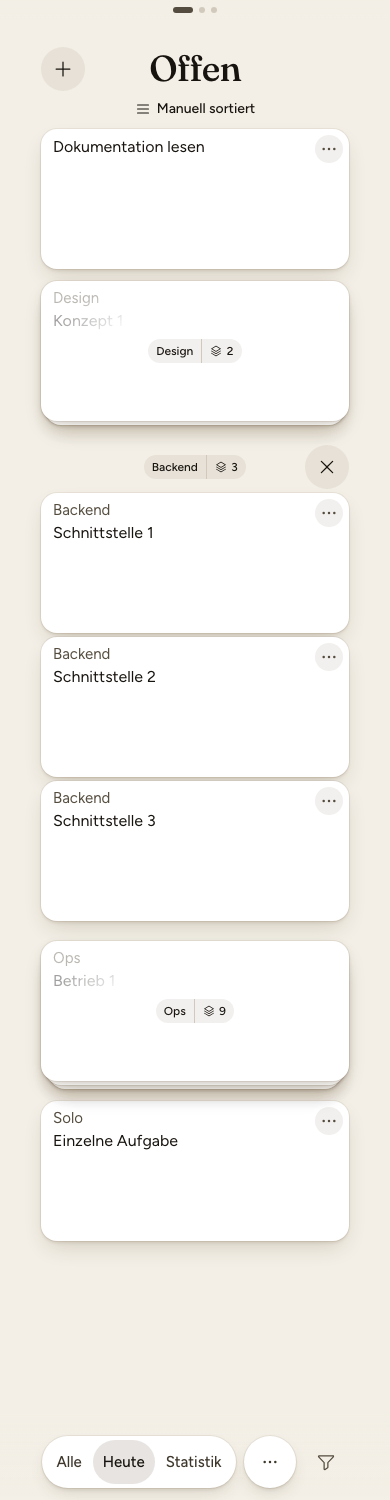 Offen
Manuell sortiert
Dokumentation lesen
Design
Konzept 1
Design 2
Backend 3
Backend
Schnittstelle 1
Backend
Schnittstelle 2
Backend
Schnittstelle 3
Ops
Betrieb 1
Ops 9
Solo
Einzelne Aufgabe
Alle Heute Statistik